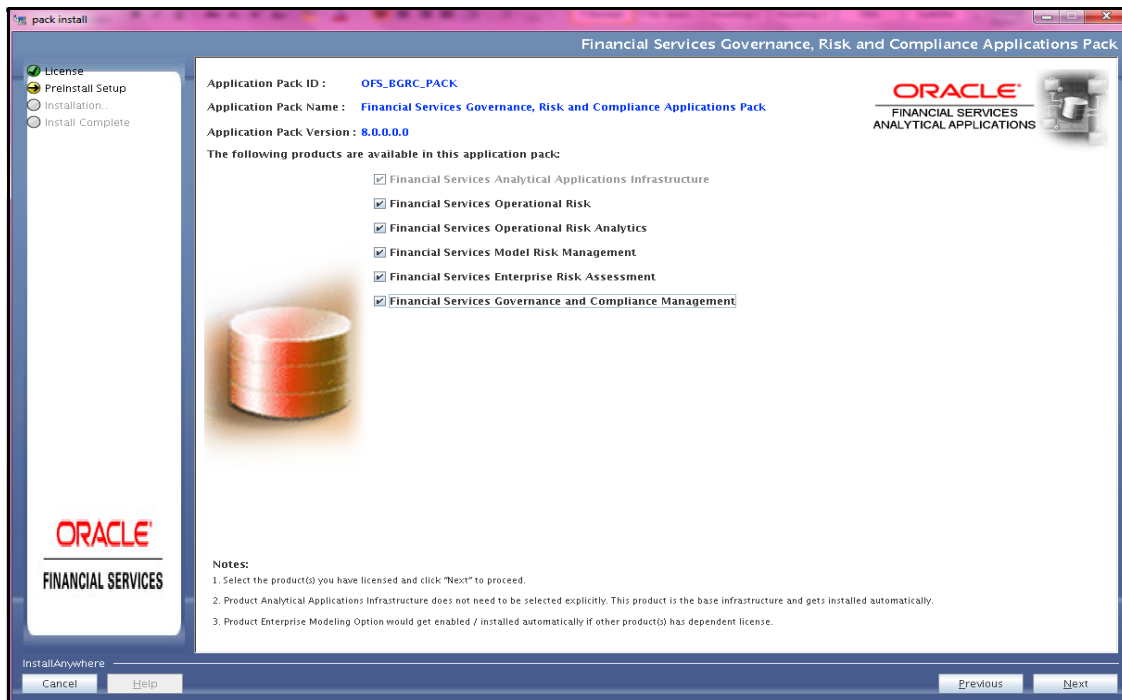 pack install
Financial Services Governance, Risk and Compliance Applications Pack
License
PreInstall Setup
Installation..
Install Complete
Application Pack ID : OFS_BGRC_PACK
Application Pack Name : Financial Services Governance, Risk and Compliance Applications Pack
Application Pack Version : 8.0.0.0.0
ORACLE
FINANCIAL SERVICES
ANALYTICAL APPLICATIONS
The following products are available in this application pack:
Financial Services Analytical Applications Infrastructure
Financial Services Operational Risk
Financial Services Operational Risk Analytics
Financial Services Model Risk Management
Financial Services Enterprise Risk Assessment
Financial Services Governance and Compliance Management
ORACLE
FINANCIAL SERVICES
Notes:
1. Select the product(s) you have licensed and click "Next" to proceed.
2. Product Analytical Applications Infrastructure does not need to be selected explicitly. This product is the base infrastructure and gets installed automatically.
3. Product Enterprise Modeling Option would get enabled / installed automatically if other product(s) has dependent license.
InstallAnywhere
Cancel Help Previous Next